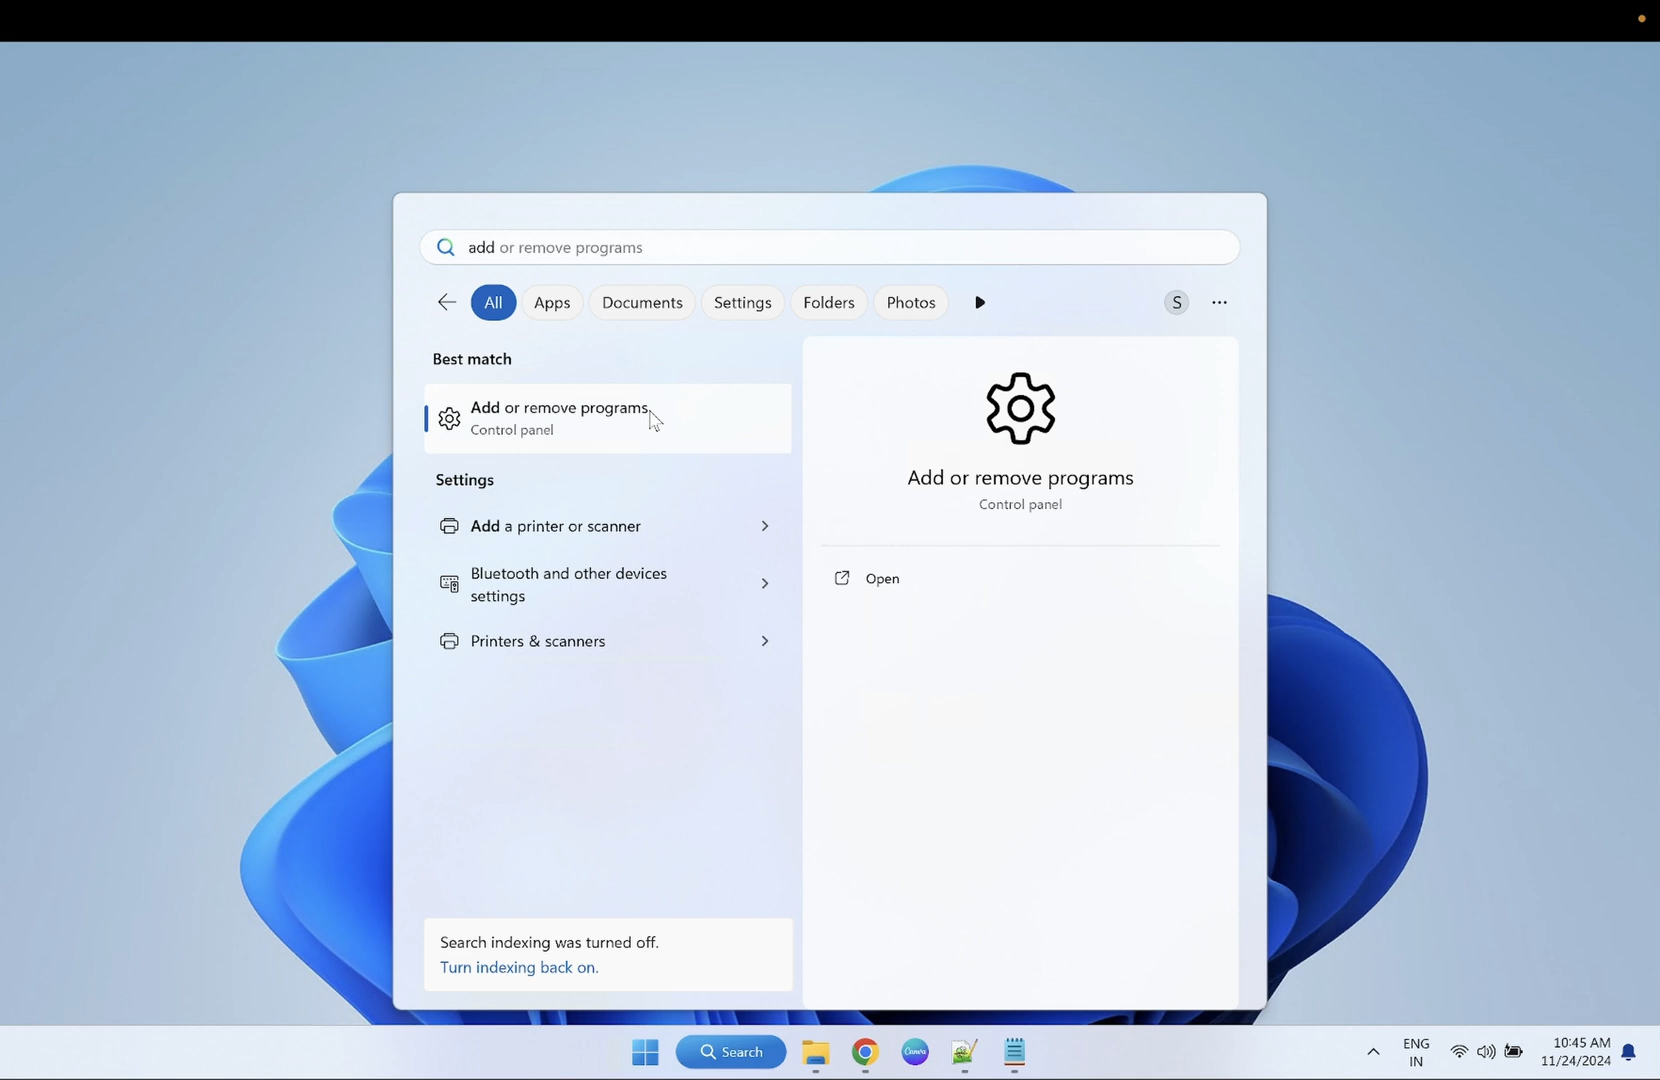 add or remove programs
All
Apps
Documents
Settings
Folders
Photos
S
Best match
Add or remove programs
Control panel
Settings
Add a printer or scanner
Bluetooth and other devices
settings
Printers & scanners
Add or remove programs
Control panel
Open
Search indexing was turned off.
Turn indexing back on.
Search
Canva
ENG
IN
10:45 AM
11/24/2024